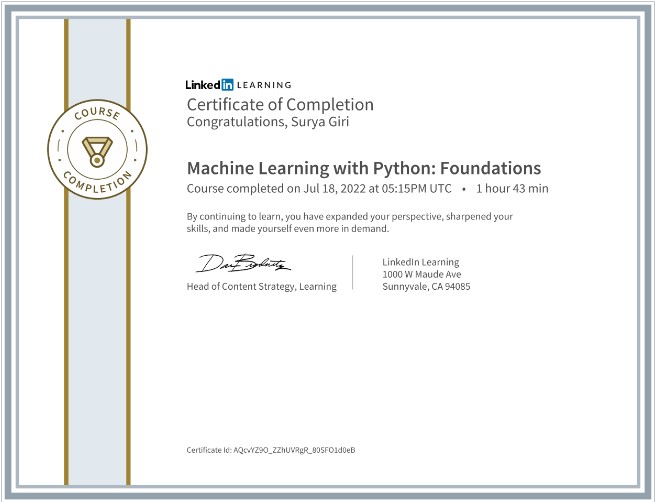 COURSE
COMPLETION
Linked in LEARNING
Certificate of Completion
Congratulations, Surya Giri
Machine Learning with Python: Foundations
Course completed on Jul 18, 2022 at 05:15PM UTC • 1 hour 43 min
By continuing to learn, you have expanded your perspective, sharpened your
skills, and made yourself even more in demand.
Head of Content Strategy, Learning
LinkedIn Learning
1000 W Maude Ave
Sunnyvale, CA 94085
Certificate Id: AQcvYZ9O_ZZhUVRgR_805FO1d0eB